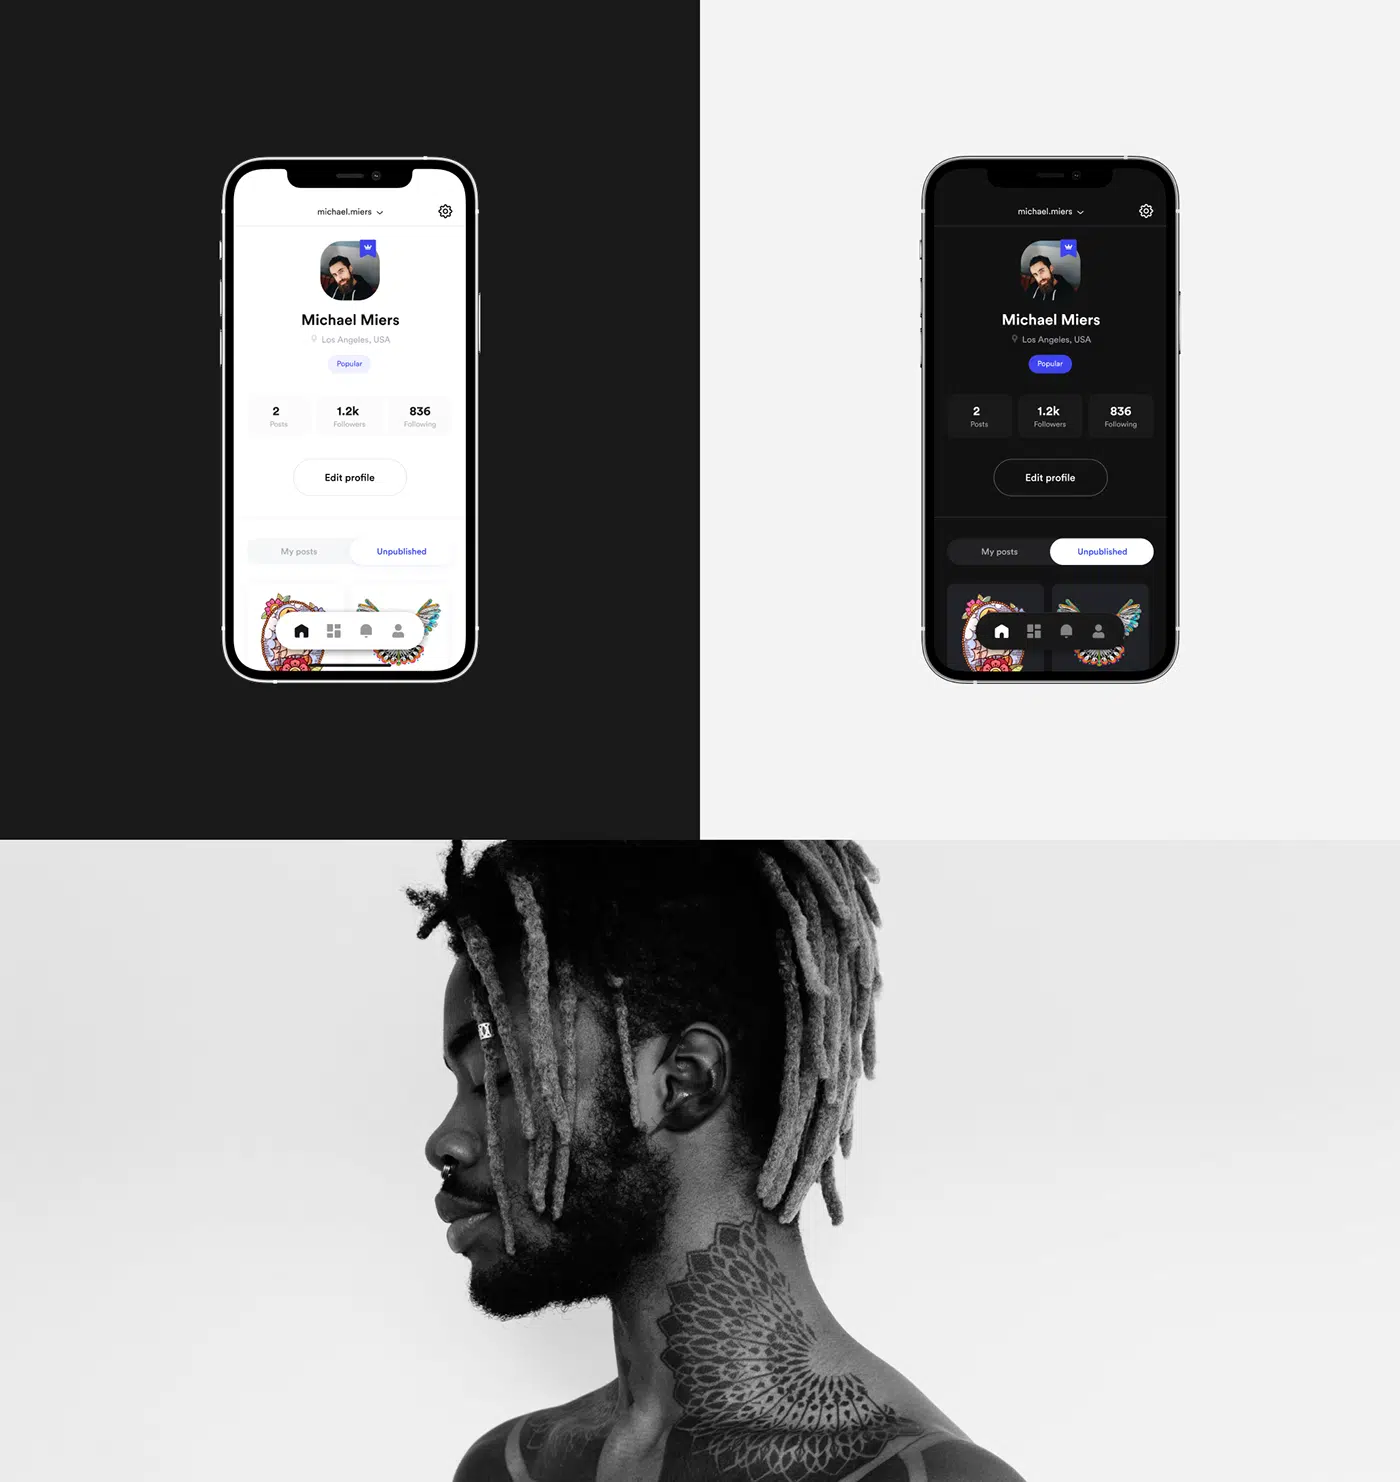 michael.miers
Michael Miers
Los Angeles, USA
Popular
2 1.2k 836
Posts Followers Following
Edit profile
My posts Unpublished
michael.miers
Michael Miers
Los Angeles, USA
Popular
2 1.2k 836
Posts Followers Following
Edit profile
My posts Unpublished